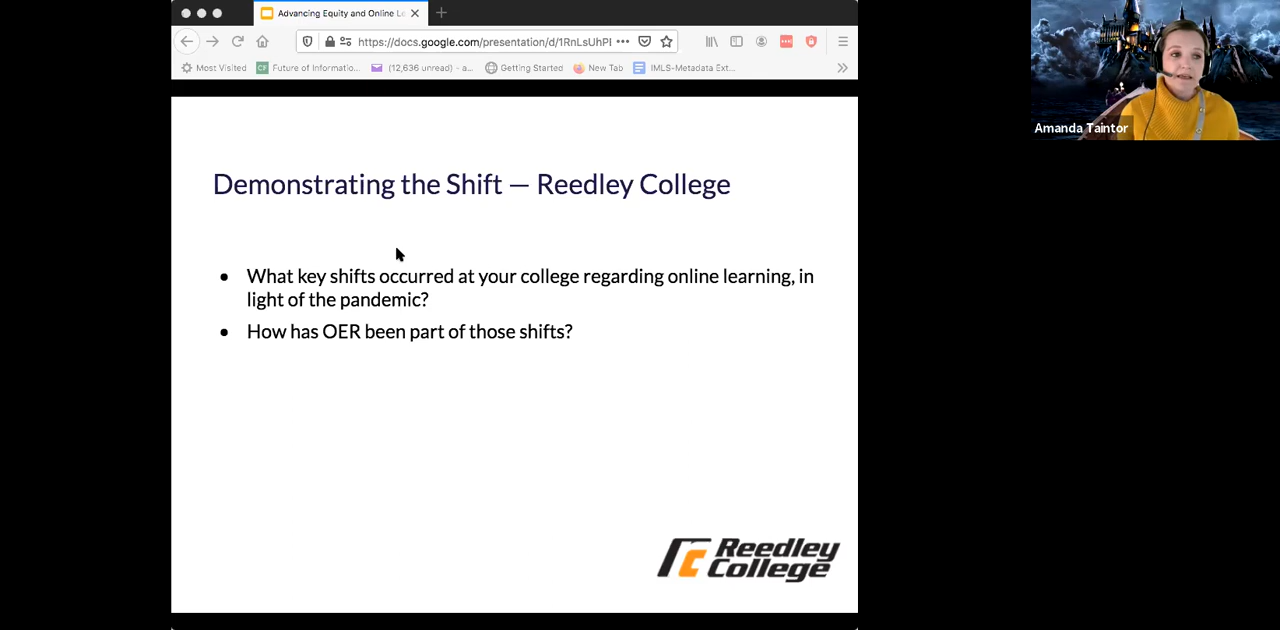 Advancing Equity and Online Le
https://docs.google.com/presentation/d/1RnLsUhPI
Most Visited
Future of Informatio...
(12,636 unread) - a...
Getting Started
New Tab
IMLS-Metadata Ext...
Amanda Taintor
Demonstrating the Shift — Reedley College
• What key shifts occurred at your college regarding online learning, in
light of the pandemic?
• How has OER been part of those shifts?
Reedley
College